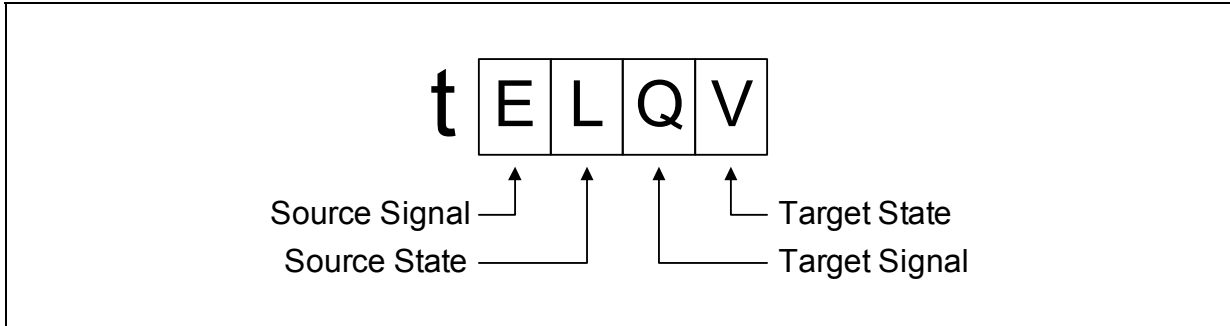 t E L Q V
Source Signal Target State
Source State Target Signal